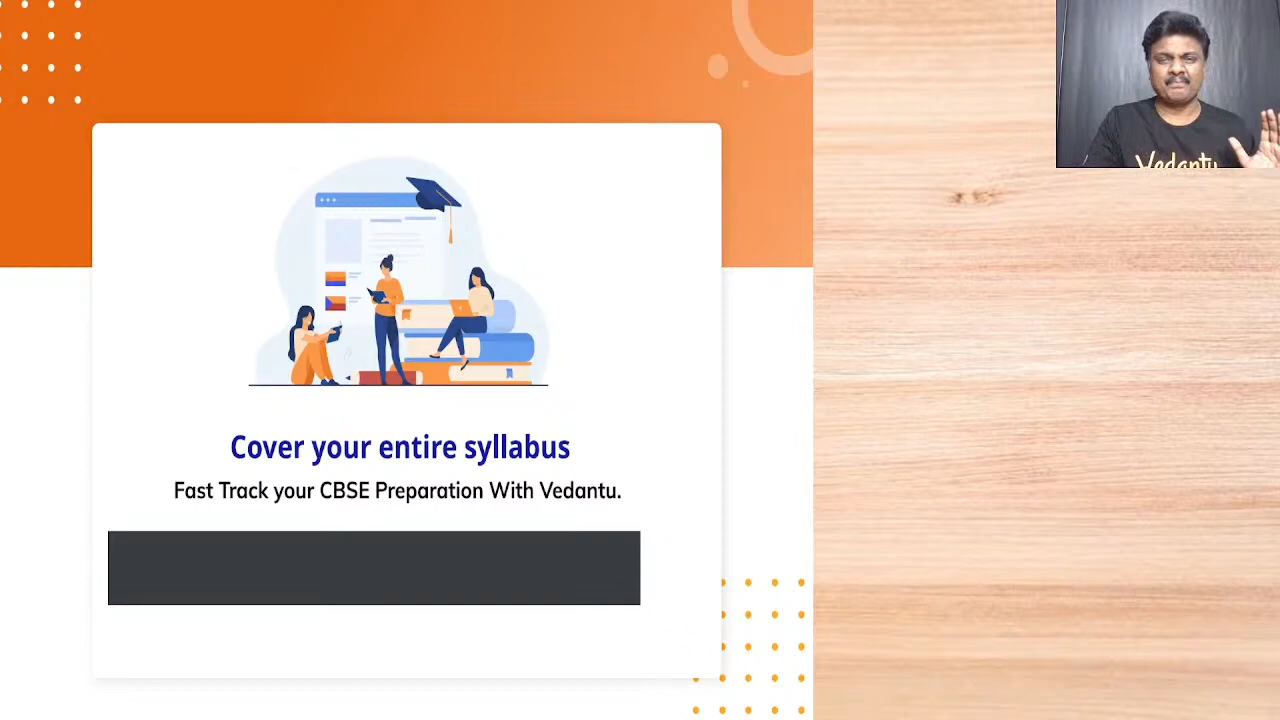 Vedantu
Cover your entire syllabus
Fast Track your CBSE Preparation With Vedantu.